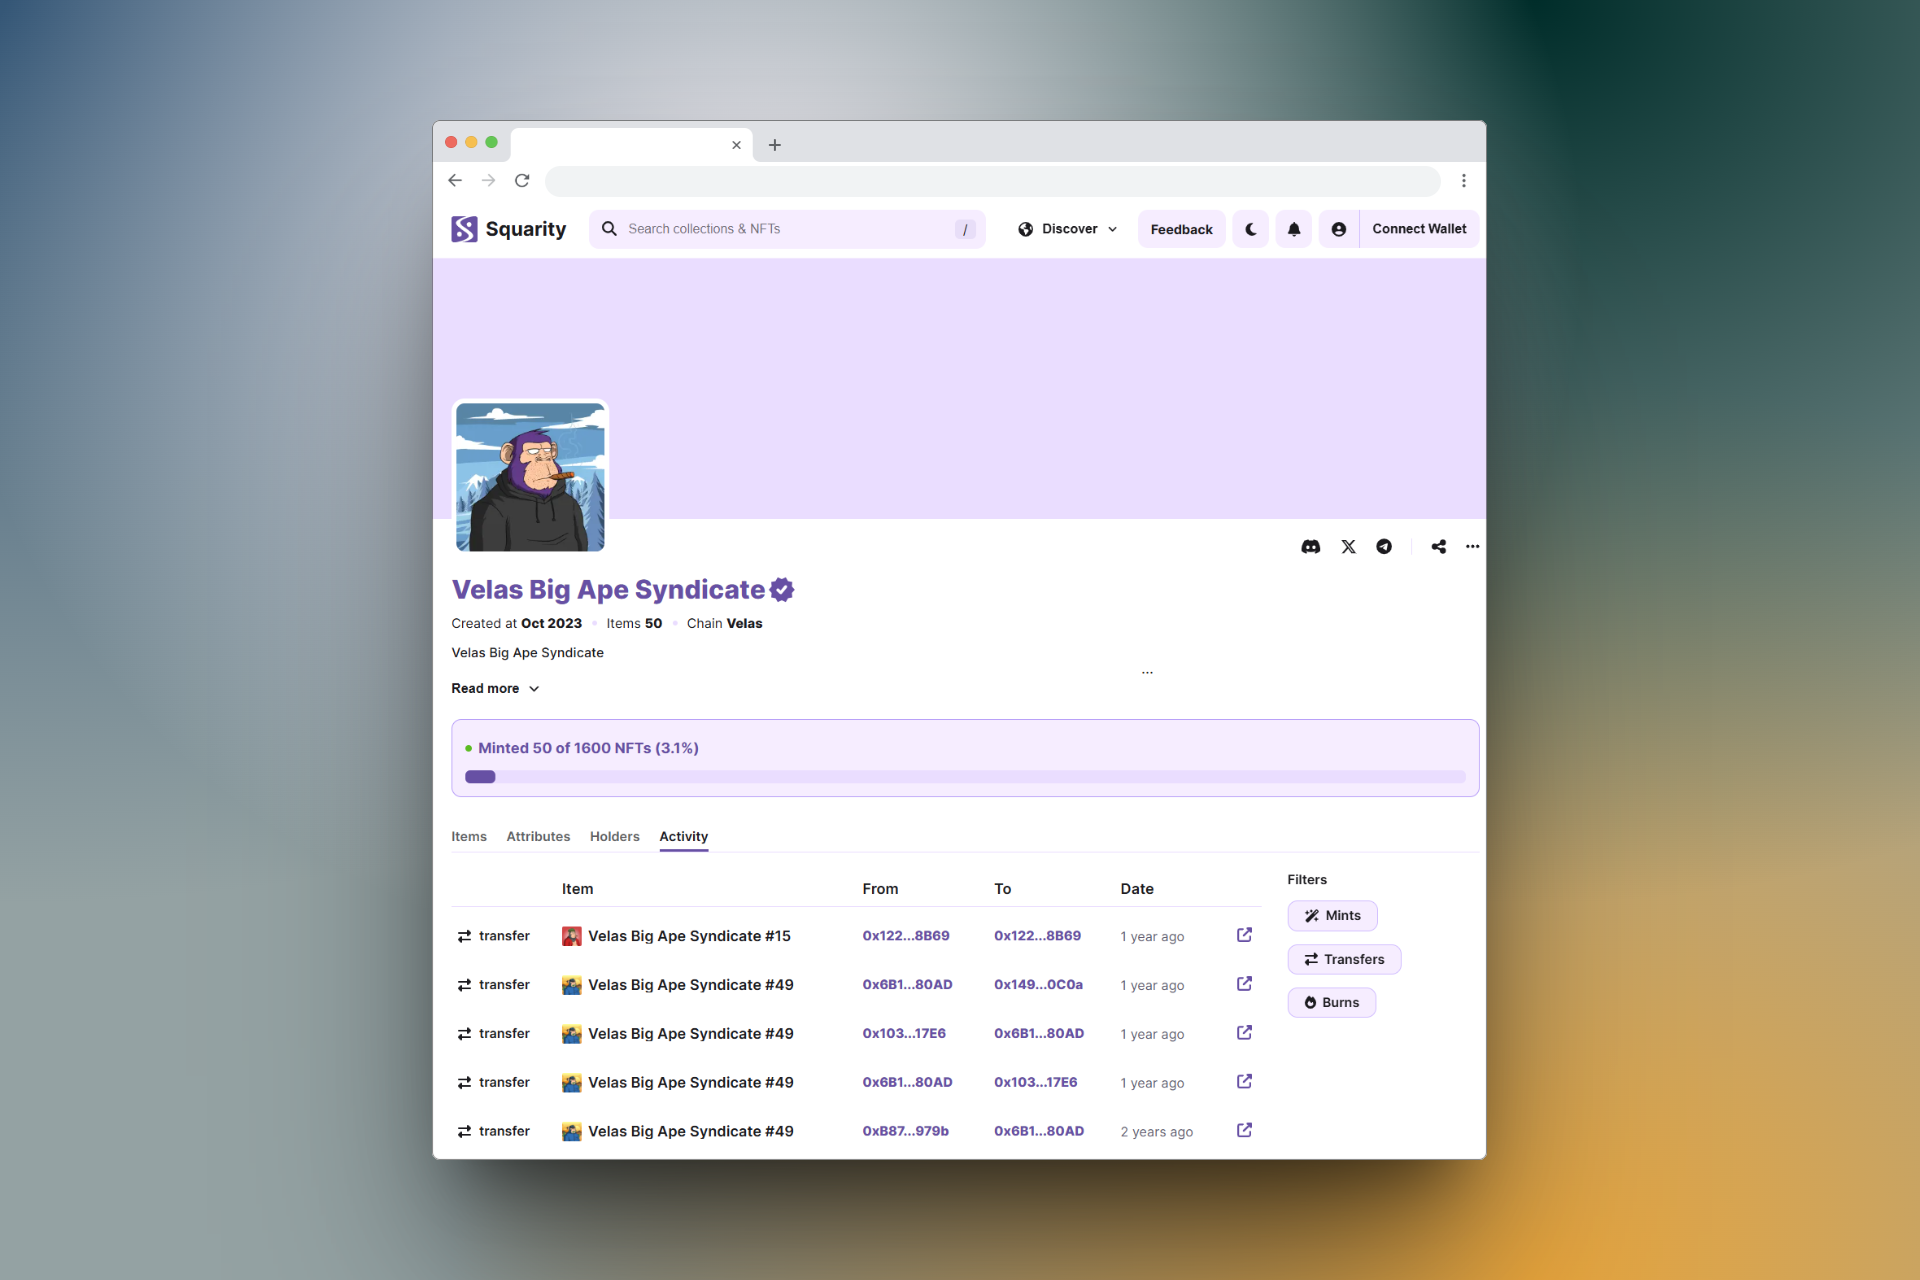 Squarity
Search collections & NFTs
/
Discover
Feedback
Connect Wallet
Velas Big Ape Syndicate
Created at Oct 2023 • Items 50 • Chain Velas
Velas Big Ape Syndicate
...
Read more
Minted 50 of 1600 NFTs (3.1%)
Items Attributes Holders Activity
Item From To Date
transfer Velas Big Ape Syndicate #15 0x122...8B69 0x122...8B69 1 year ago
transfer Velas Big Ape Syndicate #49 0x6B1...80AD 0x149...0C0a 1 year ago
transfer Velas Big Ape Syndicate #49 0x103...17E6 0x6B1...80AD 1 year ago
transfer Velas Big Ape Syndicate #49 0x6B1...80AD 0x103...17E6 1 year ago
transfer Velas Big Ape Syndicate #49 0xB87...979b 0x6B1...80AD 2 years ago
Filters
Mints
Transfers
Burns